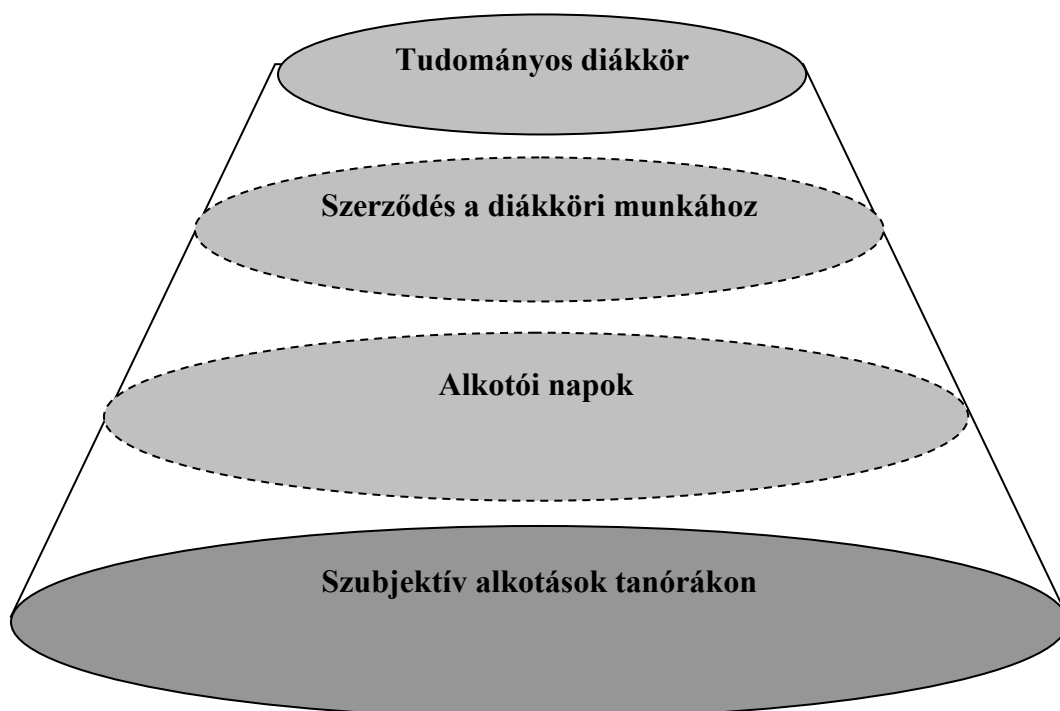 Tudományos diákkör
Szerződés a diákköri munkához
Alkotói napok
Szubjektív alkotások tanórákon